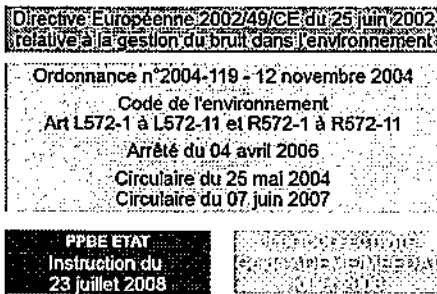 Directive Européenne 2002/49/CE du 25 juin 2002
relative à la gestion du bruit dans l'environnement
Ordonnance n°2004-119 - 12 novembre 2004
Code de l'environnement
Art L572-1 à L572-11 et R572-1 à R572-11
Arrêté du 04 avril 2006
Circulaire du 25 mai 2004
Circulaire du 07 juin 2007
PPBE ETAT
Instruction du
23 juillet 2008